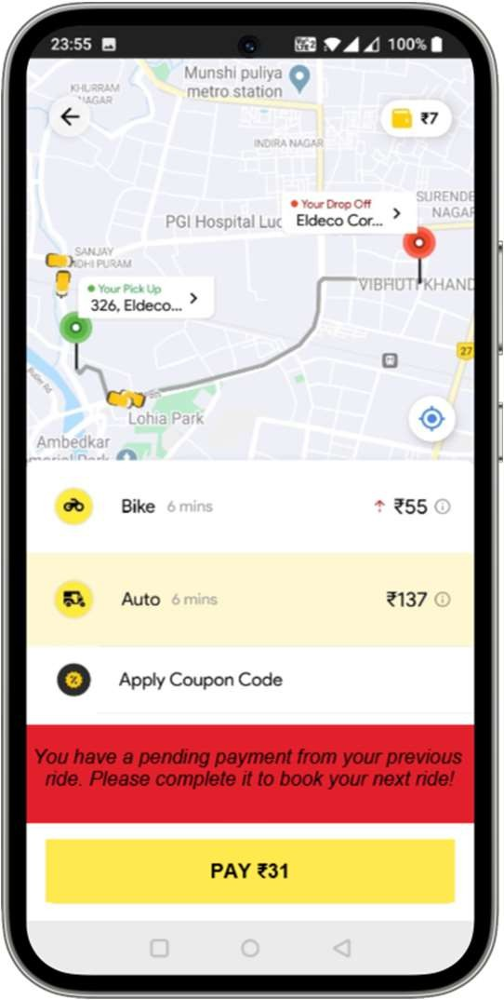 23:55
100%
Munshi puliya
metro station
KHURRAM
NAGAR
₹7
INDIRA NAGAR
Your Drop Off
Eldeco Cor...
SURENDE
NAGAR
PGI Hospital Luc
SANJAY
DHI PURAM
Your Pick Up
326, Eldeco...
VIBHUTI KHAND
27
Lohia Park
Ambedkar
Park
Bike 6 mins
↑ ₹55
Auto 6 mins
₹137
Apply Coupon Code
You have a pending payment from your previous
ride. Please complete it to book your next ride!
PAY ₹31